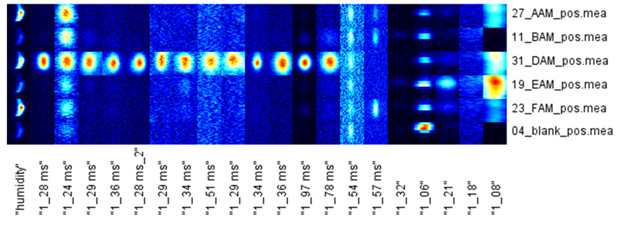 27_AAM_pos.mea
11_BAM_pos.mea
31_DAM_pos.mea
19_EAM_pos.mea
23_FAM_pos.mea
04_blank_pos.mea
"humidity"
"1_28 ms"
"1_24 ms"
"1_29 ms"
"1_36 ms"
"1_28 ms_2"
"1_29 ms"
"1_34 ms"
"1_51 ms"
"1_29 ms"
"1_34 ms"
"1_36 ms"
"1_97 ms"
"1_78 ms"
"1_54 ms"
"1_57 ms"
"1_32"
"1_06"
"1_21"
"1_18"
"1_08"